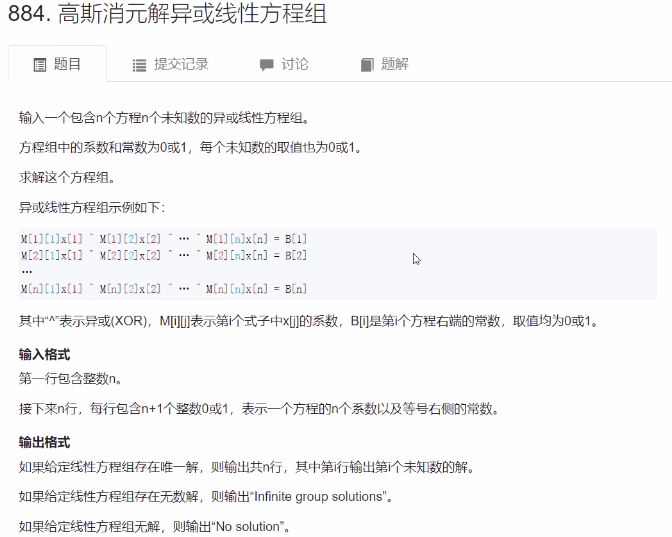 884. 高斯消元解异或线性方程组
题目 提交记录 讨论 题解
输入一个包含n个方程n个未知数的异或线性方程组。
方程组中的系数和常数为0或1，每个未知数的取值也为0或1。
求解这个方程组。
异或线性方程组示例如下：
M[1][1]x[1] ^ M[1][2]x[2] ^ … ^ M[1][n]x[n] = B[1]
M[2][1]x[1] ^ M[2][2]x[2] ^ … ^ M[2][n]x[n] = B[2]
…
M[n][1]x[1] ^ M[n][2]x[2] ^ … ^ M[n][n]x[n] = B[n]
其中“^”表示异或(XOR)，M[i][j]表示第i个式子中x[j]的系数，B[i]是第i个方程右端的常数，取值均为0或1。
输入格式
第一行包含整数n。
接下来n行，每行包含n+1个整数0或1，表示一个方程的n个系数以及等号右侧的常数。
输出格式
如果给定线性方程组存在唯一解，则输出共n行，其中第i行输出第i个未知数的解。
如果给定线性方程组存在无数解，则输出“Infinite group solutions”。
如果给定线性方程组无解，则输出“No solution”。